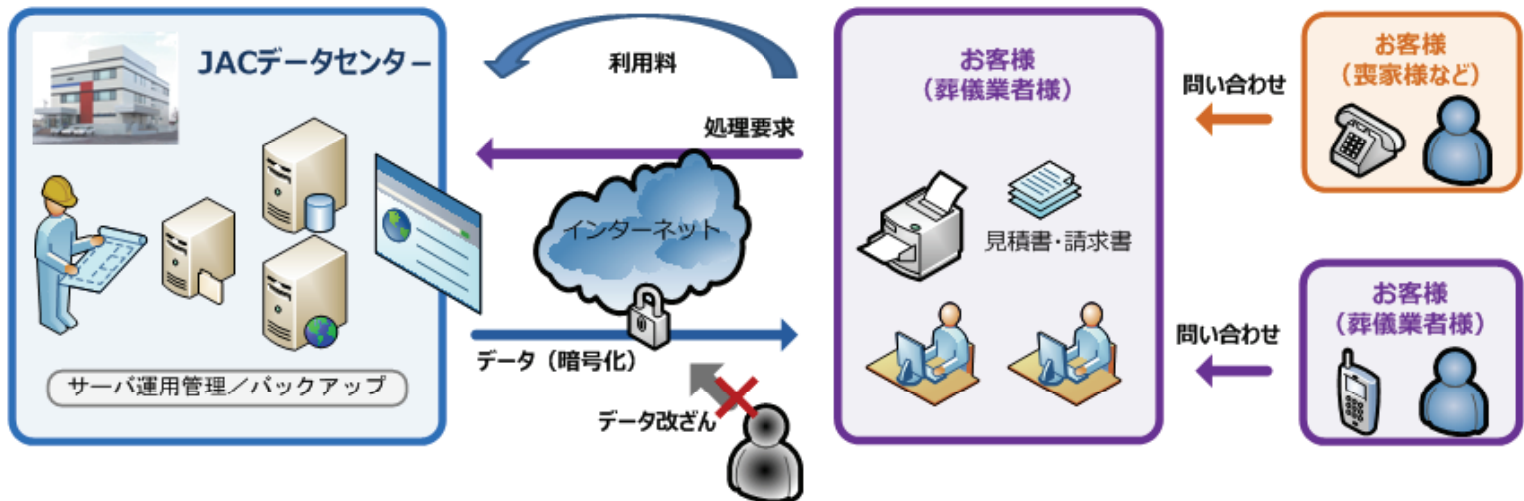 JACデータセンター
サーバ運用管理／バックアップ
利用料
処理要求
インターネット
データ（暗号化）
データ改ざん
お客様
（葬儀業者様）
見積書・請求書
問い合わせ
お客様
（喪家様など）
問い合わせ
お客様
（葬儀業者様）